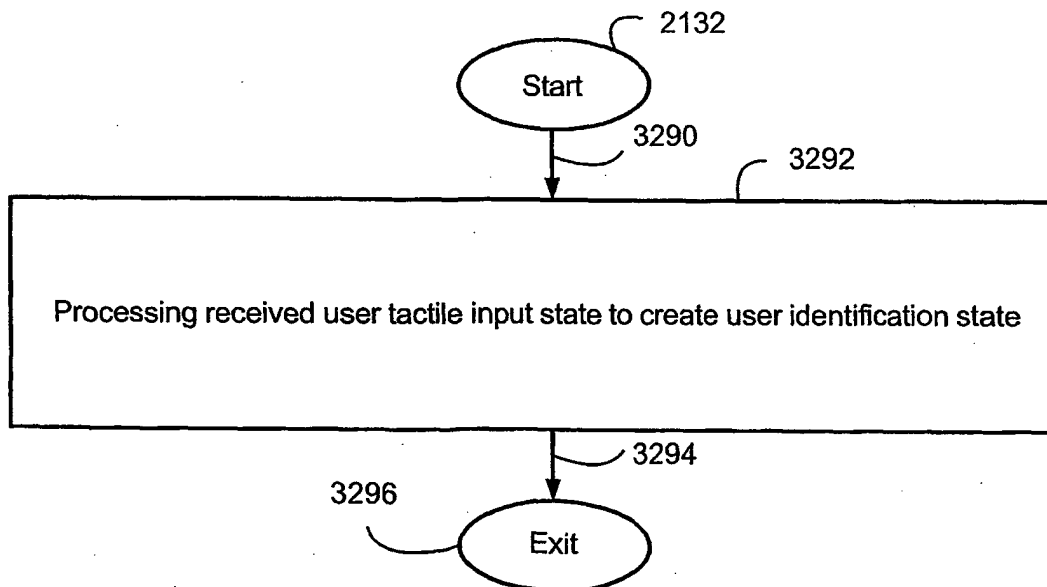 2132
Start
3290
3292
Processing received user tactile input state to create user identification state
3294
3296
Exit